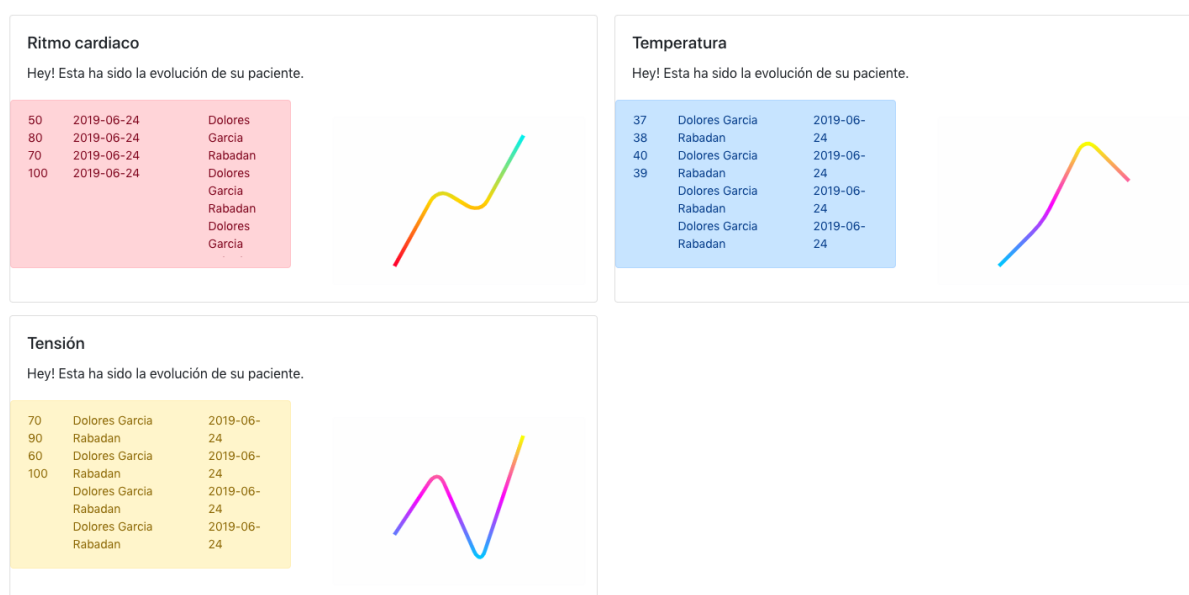 Ritmo cardiaco
Hey! Esta ha sido la evolución de su paciente.
50 2019-06-24 Dolores
80 2019-06-24 Garcia
70 2019-06-24 Rabadan
100 2019-06-24 Dolores
Garcia
Rabadan
Dolores
Garcia
Temperatura
Hey! Esta ha sido la evolución de su paciente.
37 Dolores Garcia 2019-06-
38 Rabadan 24
40 Dolores Garcia 2019-06-
39 Rabadan 24
Dolores Garcia 2019-06-
Rabadan 24
Dolores Garcia 2019-06-
Rabadan 24
Tensión
Hey! Esta ha sido la evolución de su paciente.
70 Dolores Garcia 2019-06-
90 Rabadan 24
60 Dolores Garcia 2019-06-
100 Rabadan 24
Dolores Garcia 2019-06-
Rabadan 24
Dolores Garcia 2019-06-
Rabadan 24